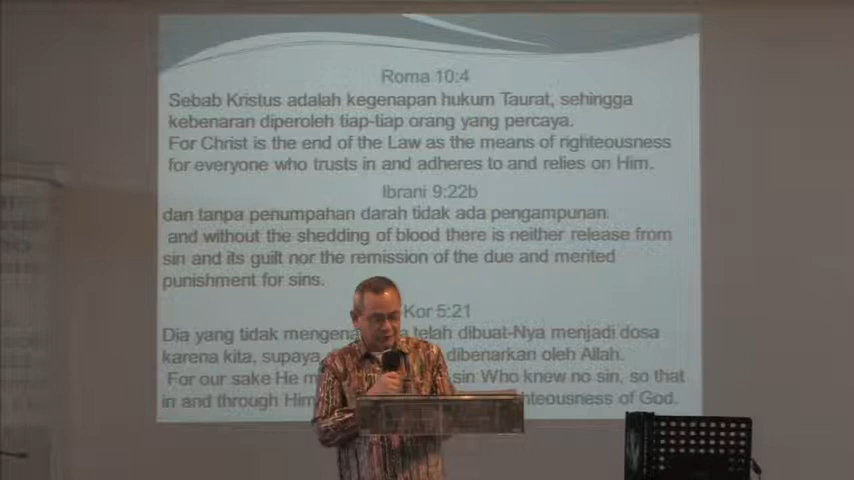 Roma 10:4
Sebab Kristus adalah kegenapan hukum Taurat, sehingga
kebenaran diperoleh tiap-tiap orang yang percaya.
For Christ is the end of the Law as the means of righteousness
for everyone who trusts in and adheres to and relies on Him.
Ibrani 9:22b
dan tanpa penumpahan darah tidak ada pengampunan.
and without the shedding of blood there is neither release from
sin and its guilt nor the remission of the due and merited
punishment for sins.
Kor 5:21
Dia yang tidak mengena telah dibuat-Nya menjadi dosa
karena kita, supaya dibenarkan oleh Allah.
For our sake He sin Who knew no sin, so that
in and through Him hteousness of God.